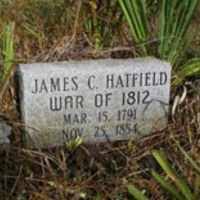 JAMES C. HATFIELD
WAR OF 1812
MAR. 15, 1791
NOV. 25, 1854